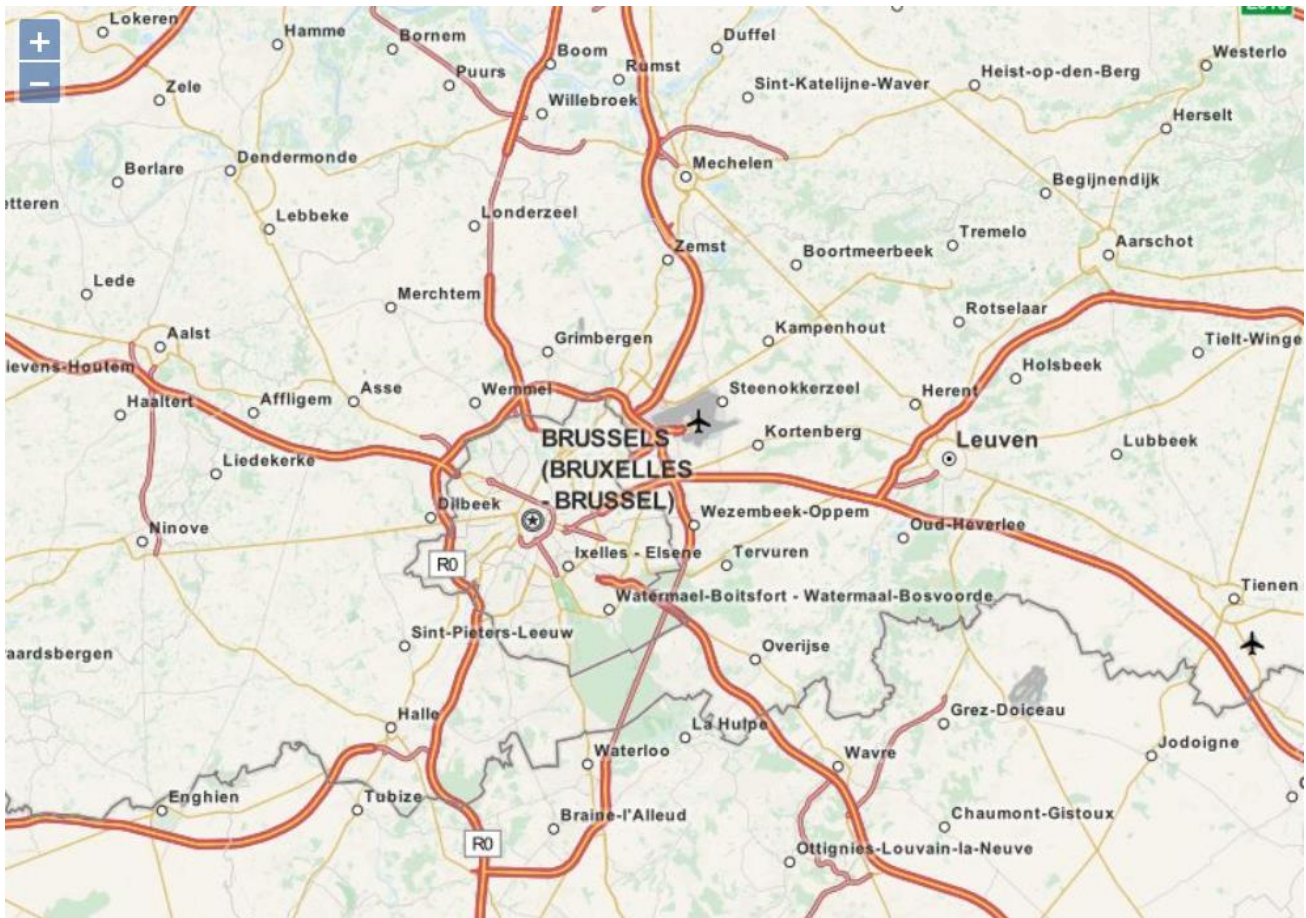 Lokeren
Hamme
Bornem
Boom
Duffel
Westerlo
+
−
Zele
Puurs
Rumst
Sint-Katelijne-Waver
Heist-op-den-Berg
Willebroek
Herselt
Berlare
Dendermonde
Mechelen
Begijnendijk
tteren
Lebbeke
Londerzeel
Zemst
Boortmeerbeek
Tremelo
Aarschot
Lede
Merchtem
Rotselaar
Aalst
Grimbergen
Kampenhout
Tielt-Winge
ievens-Houtem
Holsbeek
Haaltert
Affligem
Asse
Wemmel
Steenokkerzeel
Herent
BRUSSELS
(BRUXELLES
- BRUSSEL)
Kortenberg
Leuven
Lubbeek
Liedekerke
Dilbeek
Wezembeek-Oppem
Ninove
Oud-Heverlee
R0
Ixelles - Elsene
Tervuren
Tienen
Watermael-Boitsfort - Watermaal-Bosvoorde
Sint-Pieters-Leeuw
Overijse
aardsbergen
Halle
La Hulpe
Grez-Doiceau
Waterloo
Wavre
Jodoigne
Enghien
Tubize
Braine-l'Alleud
Chaumont-Gistoux
R0
Ottignies-Louvain-la-Neuve